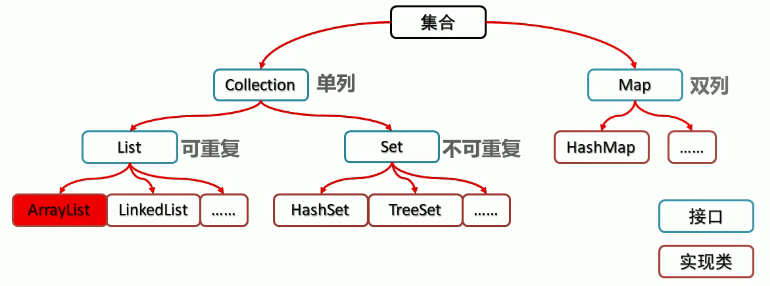 集合
Collection
单列
Map
双列
List
可重复
Set
不可重复
HashMap
……
ArrayList
LinkedList
……
HashSet
TreeSet
……
接口
实现类